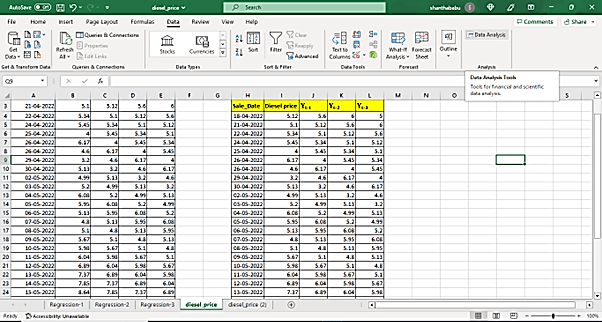 AutoSave Off diesel_price Search shanthababu
File Home Insert Page Layout Formulas Data Review View Developer Help Comments Share
Get Data Refresh All Queries & Connections Properties Edit Links Stocks Currencies Sort Filter Clear Reapply Advanced Text to Columns What-If Analysis Forecast Sheet Outline Data Analysis
Get & Transform Data Queries & Connections Data Types Sort & Filter Data Tools Forecast Analysis
Q9 fx
Data Analysis Tools
Tools for financial and scientific
data analysis.
A B C D E F G H I J K L M N O S
3 21-04-2022 5.1 5.12 5.6 6 Sale_Date Diesel price Yt-1 Yt-2 Yt-3
4 22-04-2022 5.34 5.1 5.12 5.6 18-04-2022 5.12 5.6 6 5
5 24-04-2022 5.45 5.34 5.1 5.12 21-04-2022 5.1 5.12 5.6 6
6 25-04-2022 4 5.45 5.34 5.1 22-04-2022 5.34 5.1 5.12 5.6
7 26-04-2022 6.17 4 5.45 5.34 24-04-2022 5.45 5.34 5.1 5.12
8 28-04-2022 4.6 6.17 4 5.45 25-04-2022 4 5.45 5.34 5.1
9 29-04-2022 3.2 4.6 6.17 4 26-04-2022 6.17 4 5.45 5.34
10 30-04-2022 5.13 3.2 4.6 6.17 28-04-2022 4.6 6.17 4 5.45
11 02-05-2022 4.99 5.13 3.2 4.6 29-04-2022 3.2 4.6 6.17 4
12 03-05-2022 5.2 4.99 5.13 3.2 30-04-2022 5.13 3.2 4.6 6.17
13 04-05-2022 6.08 5.2 4.99 5.13 02-05-2022 4.99 5.13 3.2 4.6
14 05-05-2022 5.95 6.08 5.2 4.99 03-05-2022 5.2 4.99 5.13 3.2
15 06-05-2022 5.13 5.95 6.08 5.2 04-05-2022 6.08 5.2 4.99 5.13
16 07-05-2022 4.8 5.13 5.95 6.08 05-05-2022 5.95 6.08 5.2 4.99
17 08-05-2022 5.1 4.8 5.13 5.95 06-05-2022 5.13 5.95 6.08 5.2
18 09-05-2022 5.67 5.1 4.8 5.13 07-05-2022 4.8 5.13 5.95 6.08
19 10-05-2022 5.98 5.67 5.1 4.8 08-05-2022 5.1 4.8 5.13 5.95
20 11-05-2022 6.04 5.98 5.67 5.1 09-05-2022 5.67 5.1 4.8 5.13
21 12-05-2022 6.89 6.04 5.98 5.67 10-05-2022 5.98 5.67 5.1 4.8
22 13-05-2022 7.37 6.89 6.04 5.98 11-05-2022 6.04 5.98 5.67 5.1
23 14-05-2022 7.85 7.37 6.89 6.04 12-05-2022 6.89 6.04 5.98 5.67
24 15-05-2022 8.64 7.85 7.37 6.89 13-05-2022 7.37 6.89 6.04 5.98
Regression-1 Regression-2 Regression-3 diesel_price diesel_price (2)
Ready Accessibility: Unavailable 100%